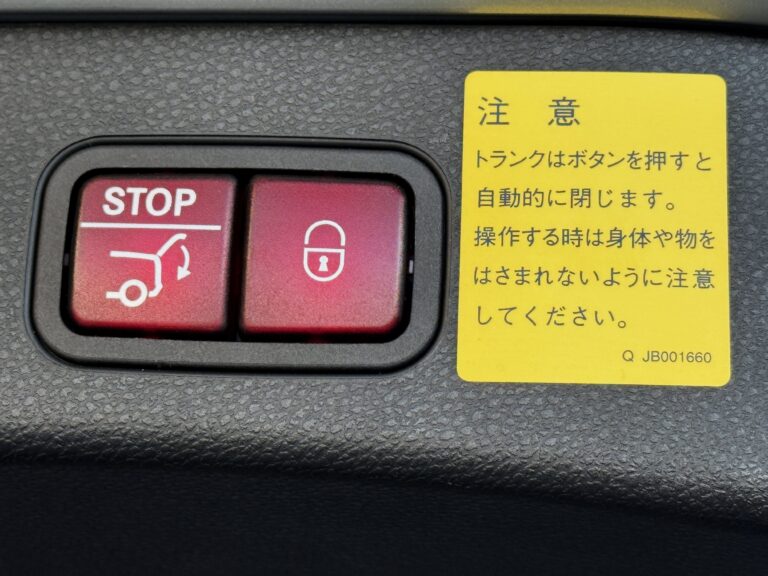 STOP
注 意
トランクはボタンを押すと
自動的に閉じます。
操作する時は身体や物を
はさまれないように注意
してください。
Q JB001660